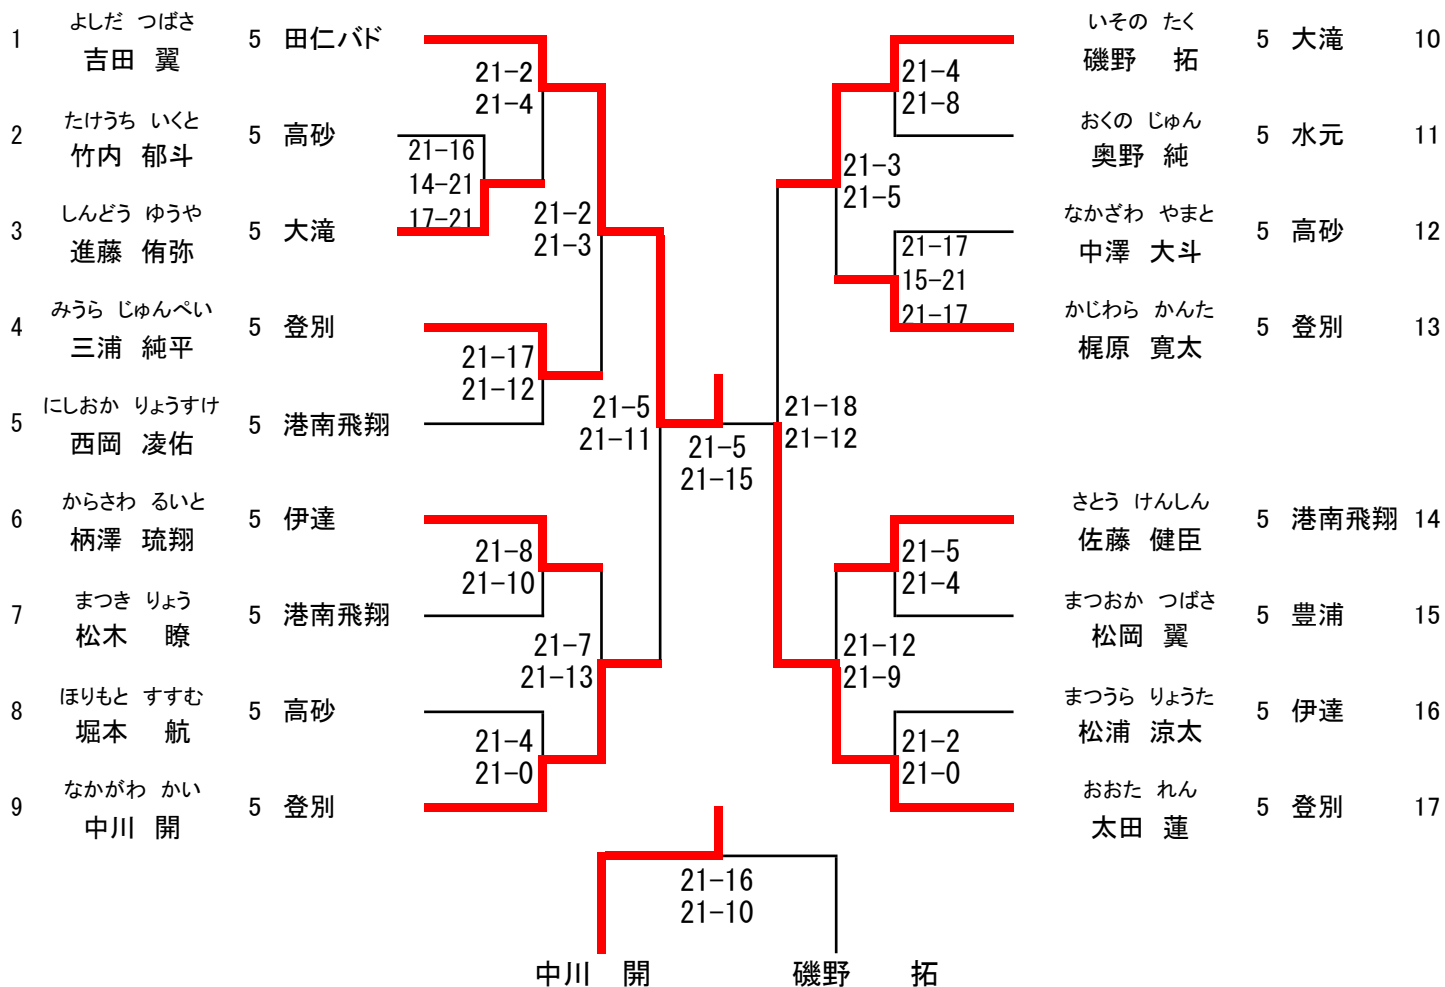 よしだ つばさ
1 吉田 翼 5 田仁バド
21-2
21-4
たけうち いくと
2 竹内 郁斗 5 高砂
21-16
14-21
17-21
しんどう ゆうや
3 進藤 侑弥 5 大滝
21-2
21-3
みうら じゅんぺい
4 三浦 純平 5 登別
21-17
21-12
にしおか りょうすけ
5 西岡 凌佑 5 港南飛翔
21-5
21-11
からさわ るいと
6 柄澤 琉翔 5 伊達
21-8
21-10
まつき りょう
7 松木 瞭 5 港南飛翔
21-7
21-13
ほりもと すすむ
8 堀本 航 5 高砂
21-4
21-0
なかがわ かい
9 中川 開 5 登別
21-5
21-15
いその たく
磯野 拓 5 大滝 10
21-4
21-8
おくの じゅん
奥野 純 5 水元 11
21-3
21-5
なかざわ やまと
中澤 大斗 5 高砂 12
21-17
15-21
21-17
かじわら かんた
梶原 寛太 5 登別 13
21-18
21-12
さとう けんしん
佐藤 健臣 5 港南飛翔 14
21-5
21-4
まつおか つばさ
松岡 翼 5 豊浦 15
21-12
21-9
まつうら りょうた
松浦 涼太 5 伊達 16
21-2
21-0
おおた れん
太田 蓮 5 登別 17
21-16
21-10
中川 開 磯野 拓